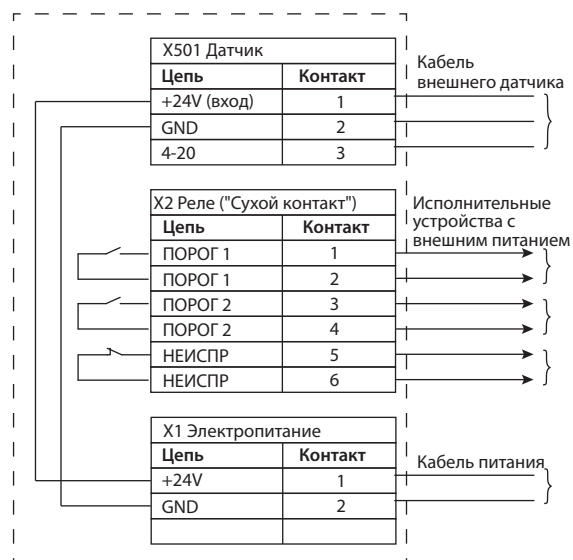 X501 Датчик
Цепь Контакт
+24V (вход) 1
GND 2
4-20 3
Кабель
внешнего датчика
X2 Реле ("Сухой контакт")
Цепь Контакт
ПОРОГ 1 1
ПОРОГ 1 2
ПОРОГ 2 3
ПОРОГ 2 4
НЕИСПР 5
НЕИСПР 6
Исполнительные
устройства с
внешним питанием
X1 Электропитание
Цепь Контакт
+24V 1
GND 2
Кабель питания